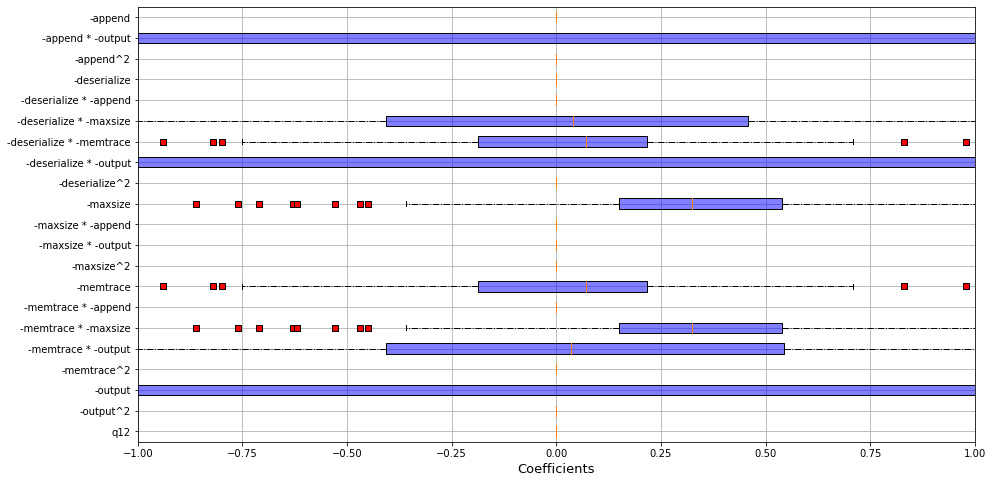 -append
-append * -output
-append^2
-deserialize
-deserialize * -append
-deserialize * -maxsize
-deserialize * -memtrace
-deserialize * -output
-deserialize^2
-maxsize
-maxsize * -append
-maxsize * -output
-maxsize^2
-memtrace
-memtrace * -append
-memtrace * -maxsize
-memtrace * -output
-memtrace^2
-output
-output^2
q12
−1.00 −0.75 −0.50 −0.25 0.00 0.25 0.50 0.75 1.00
Coefficients